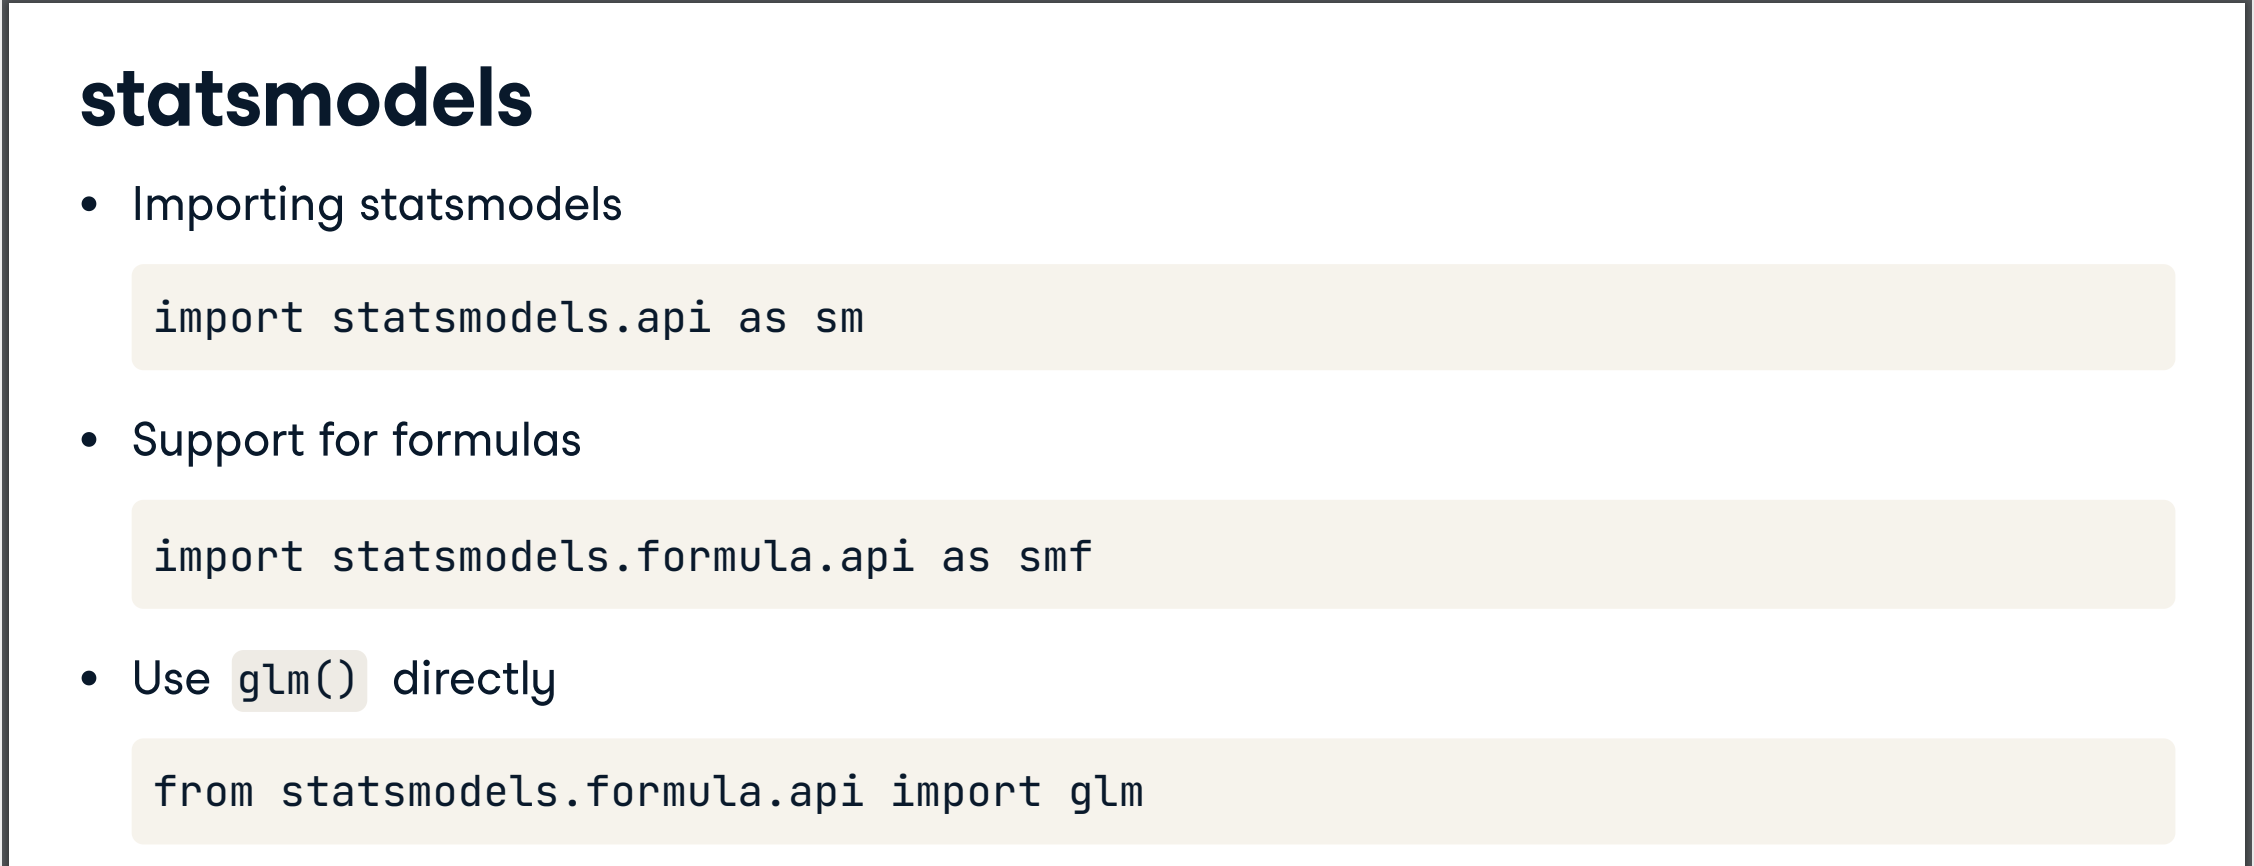 statsmodels
• Importing statsmodels
import statsmodels.api as sm
• Support for formulas
import statsmodels.formula.api as smf
• Use glm() directly
from statsmodels.formula.api import glm